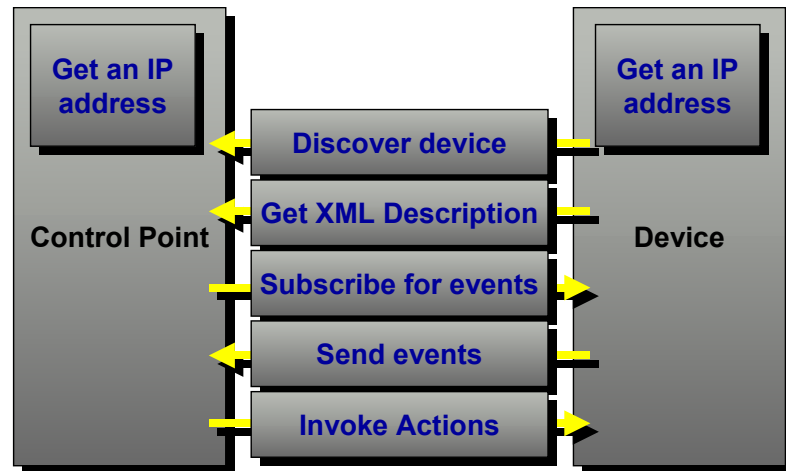 Get an IP
address
Get an IP
address
Discover device
Get XML Description
Control Point
Device
Subscribe for events
Send events
Invoke Actions